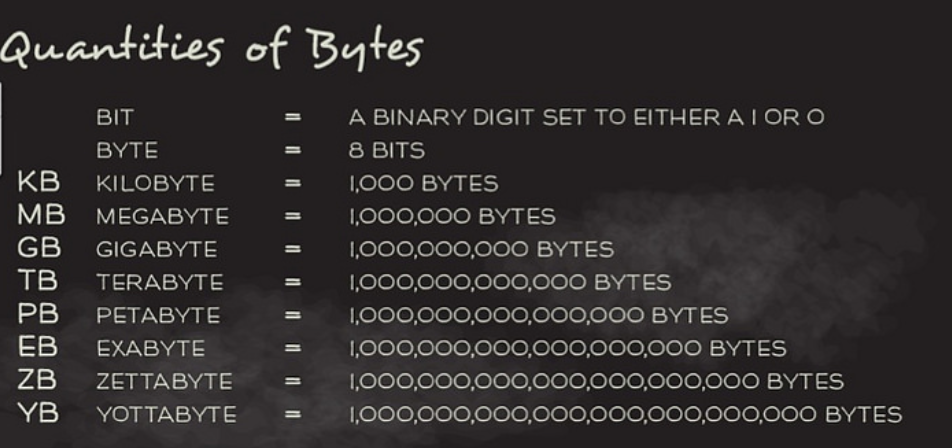 Quantities of Bytes
BIT = A BINARY DIGIT SET TO EITHER A 1 OR 0
BYTE = 8 BITS
KB KILOBYTE = 1,000 BYTES
MB MEGABYTE = 1,000,000 BYTES
GB GIGABYTE = 1,000,000,000 BYTES
TB TERABYTE = 1,000,000,000,000 BYTES
PB PETABYTE = 1,000,000,000,000,000 BYTES
EB EXABYTE = 1,000,000,000,000,000,000 BYTES
ZB ZETTABYTE = 1,000,000,000,000,000,000,000 BYTES
YB YOTTABYTE = 1,000,000,000,000,000,000,000,000 BYTES